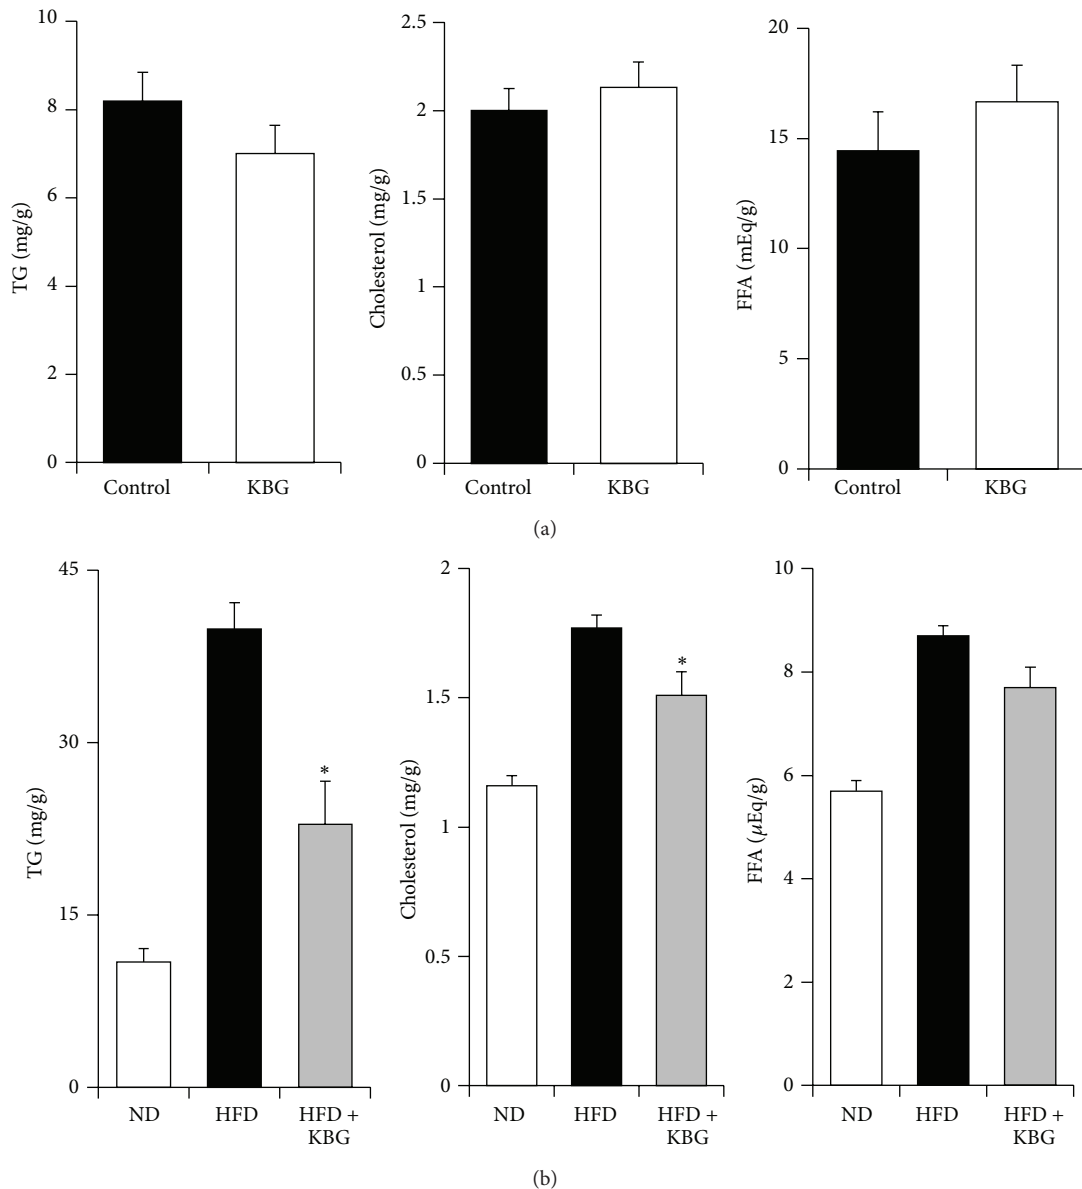 10
8
6
4
2
0
TG (mg/g)
Control
KBG
2.5
2
1.5
1
0.5
0
Cholesterol (mg/g)
Control
KBG
20
15
10
5
0
FFA (mEq/g)
Control
KBG
(a)
45
30
15
0
TG (mg/g)
*
ND
HFD
HFD +
KBG
2
1.5
1
0.5
0
Cholesterol (mg/g)
*
ND
HFD
HFD +
KBG
10
8
6
4
2
0
FFA (μEq/g)
ND
HFD
HFD +
KBG
(b)